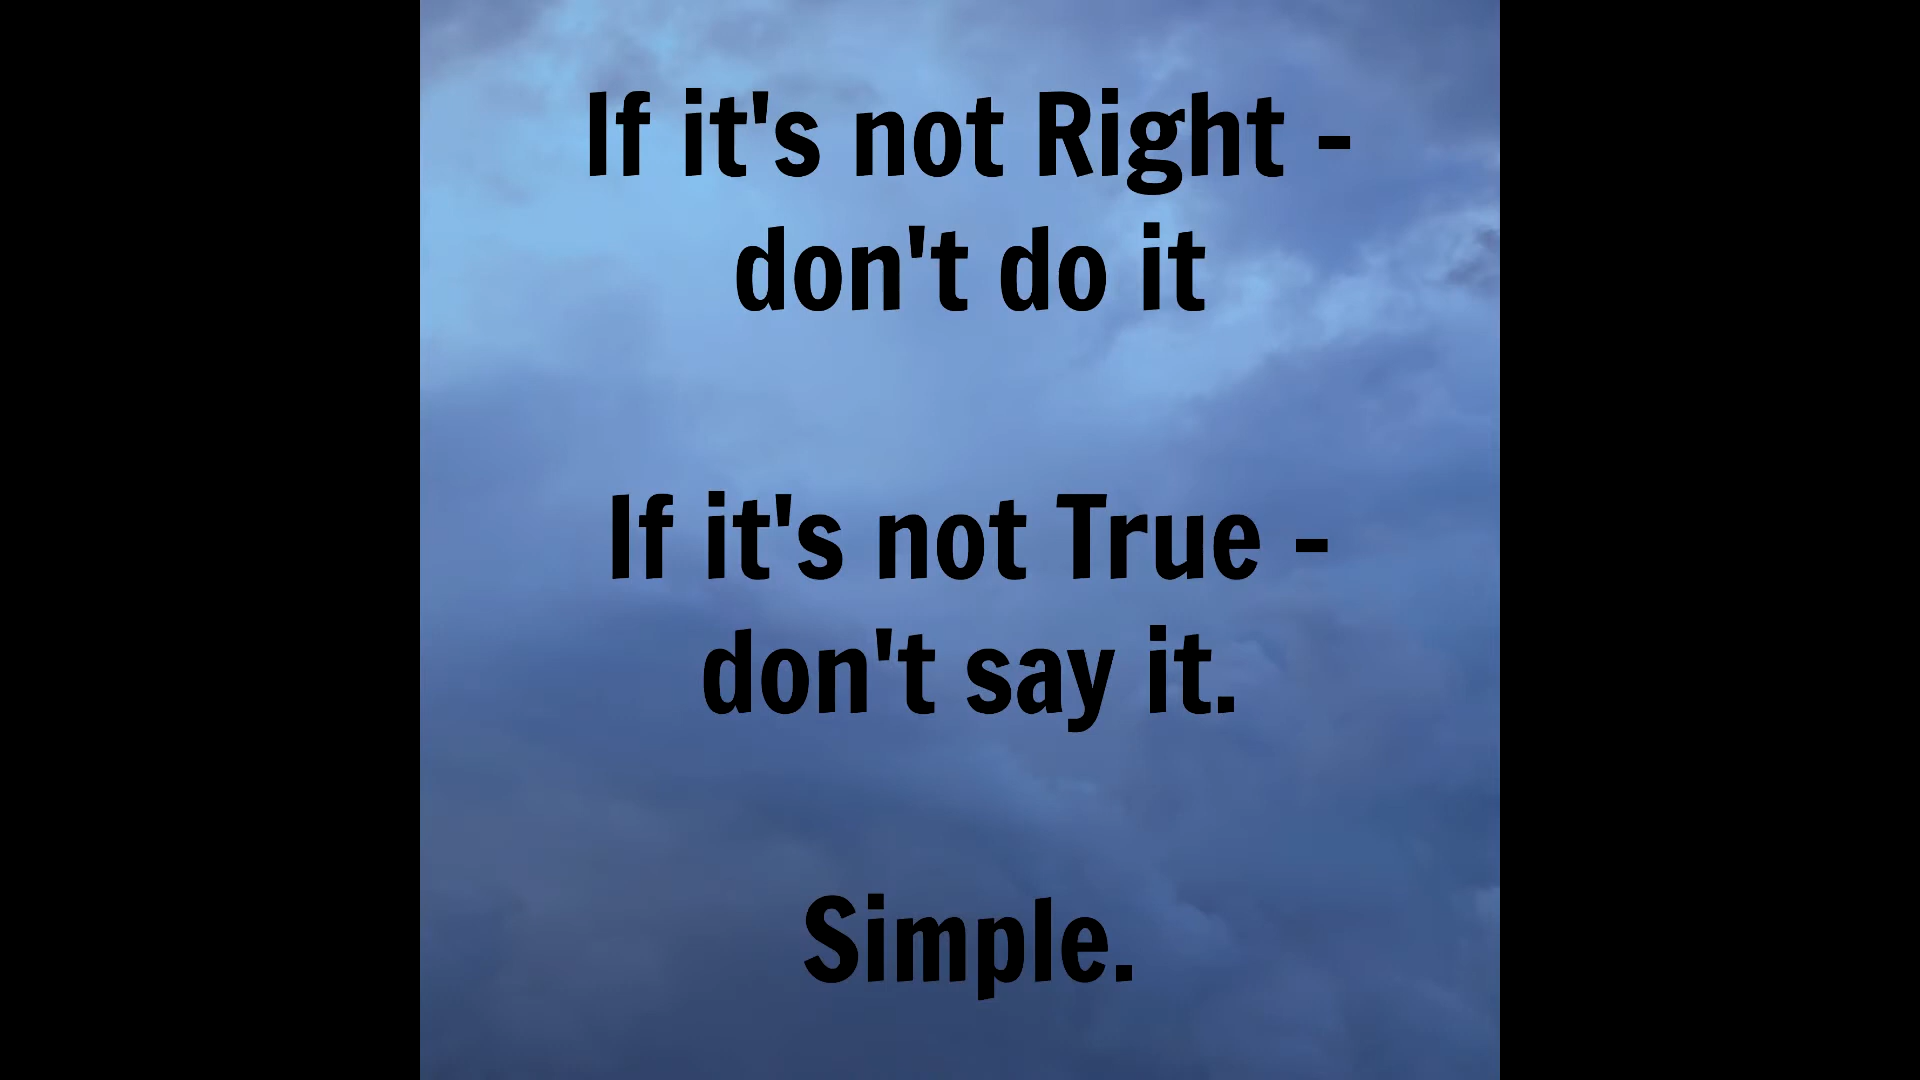 If it's not Right -
don't do it
If it's not True -
don't say it.
Simple.